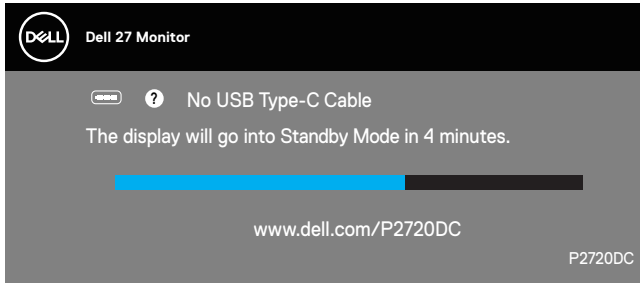 DELL
Dell 27 Monitor
? No USB Type-C Cable
The display will go into Standby Mode in 4 minutes.
www.dell.com/P2720DC
P2720DC